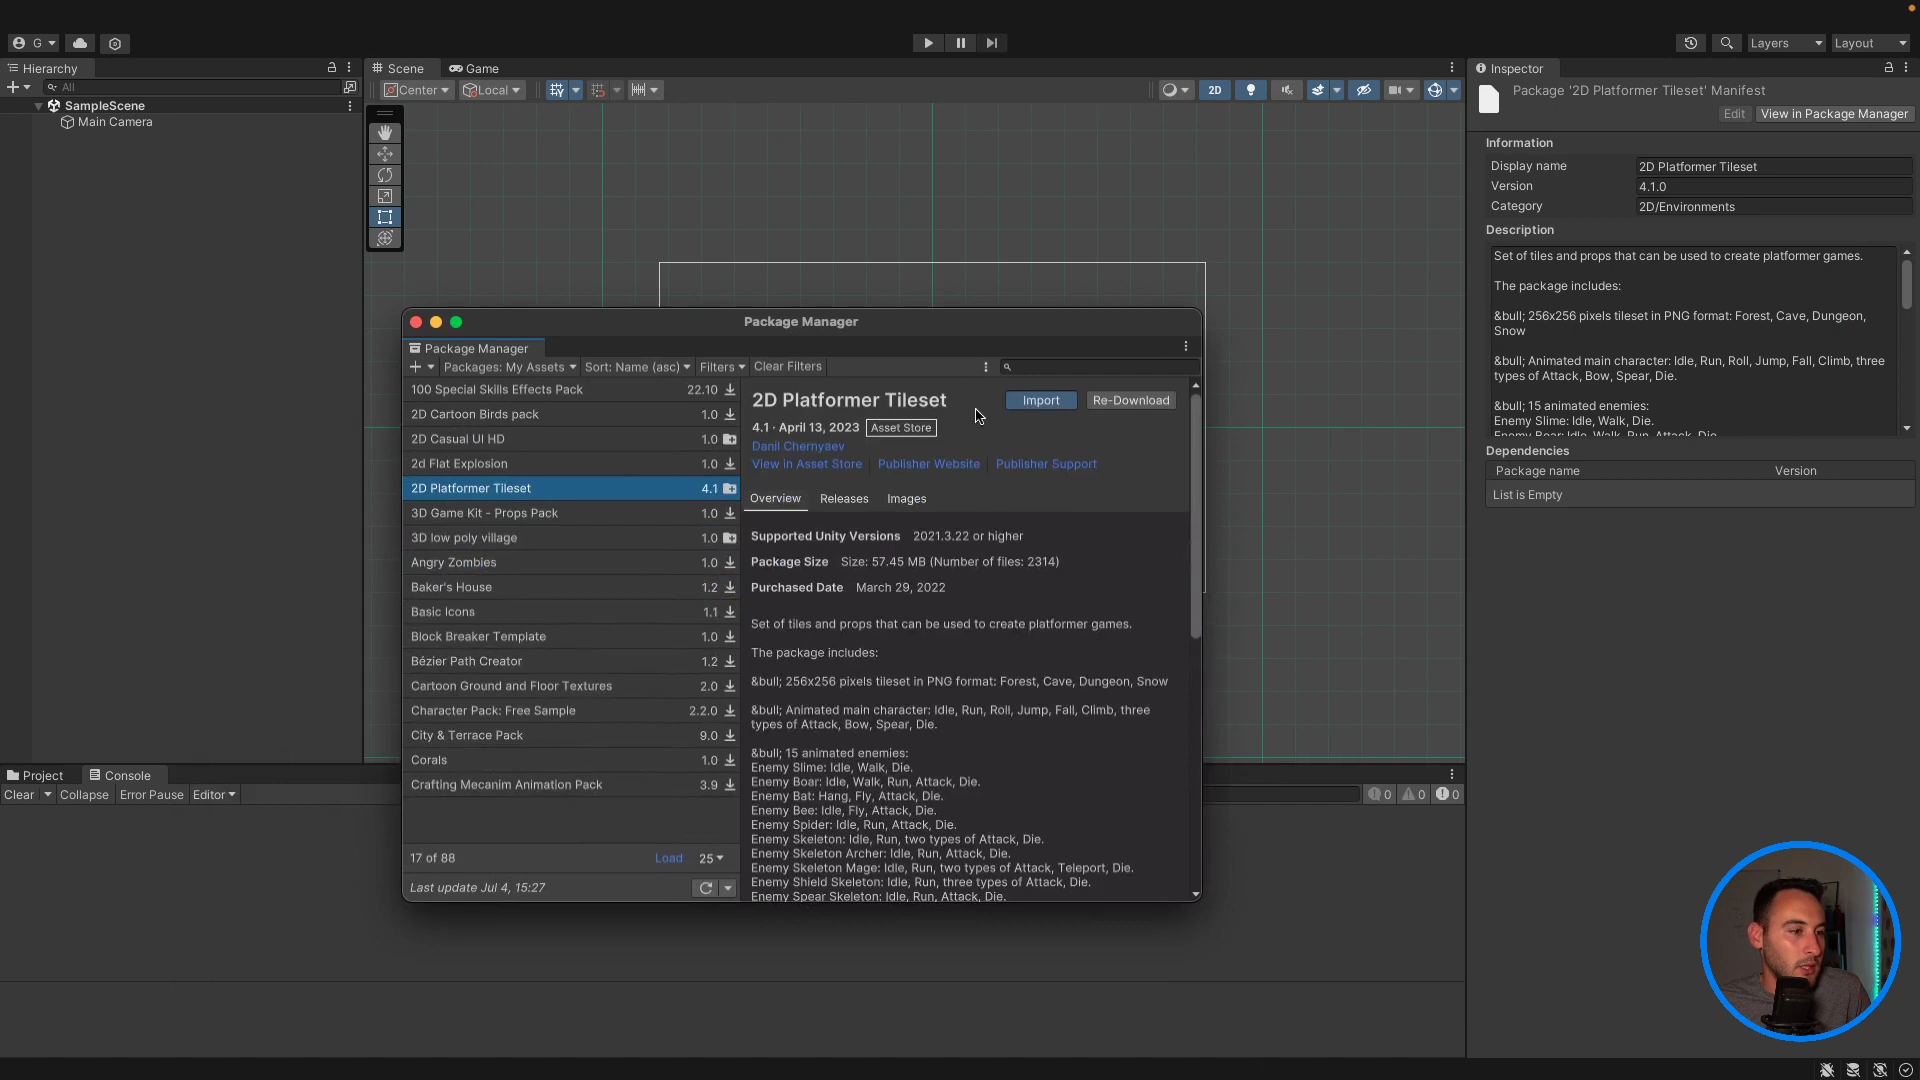 G
Layers
Layout
Hierarchy
All
SampleScene
Main Camera
Scene
Game
Center
Local
2D
Inspector
Package '2D Platformer Tileset' Manifest
Edit
View in Package Manager
Information
Display name
2D Platformer Tileset
Version
4.1.0
Category
2D/Environments
Description
Set of tiles and props that can be used to create platformer games.
The package includes:
&bull; 256x256 pixels tileset in PNG format: Forest, Cave, Dungeon,
Snow
&bull; Animated main character: Idle, Run, Roll, Jump, Fall, Climb, three
types of Attack, Bow, Spear, Die.
&bull; 15 animated enemies:
Enemy Slime: Idle, Walk, Die.
Enemy Boar: Idle, Walk, Run, Attack, Die.
Dependencies
Package name
Version
List is Empty
Package Manager
Package Manager
Packages: My Assets
Sort: Name (asc)
Filters
Clear Filters
100 Special Skills Effects Pack 22.10
2D Cartoon Birds pack 1.0
2D Casual UI HD 1.0
2d Flat Explosion 1.0
2D Platformer Tileset 4.1
3D Game Kit - Props Pack 1.0
3D low poly village 1.0
Angry Zombies 1.0
Baker's House 1.2
Basic Icons 1.1
Block Breaker Template 1.0
Bézier Path Creator 1.2
Cartoon Ground and Floor Textures 2.0
Character Pack: Free Sample 2.2.0
City & Terrace Pack 9.0
Corals 1.0
Crafting Mecanim Animation Pack 3.9
17 of 88
Load
25
Last update Jul 4, 15:27
2D Platformer Tileset
Import
Re-Download
4.1 · April 13, 2023
Asset Store
Danil Chernyaev
View in Asset Store
Publisher Website
Publisher Support
Overview
Releases
Images
Supported Unity Versions 2021.3.22 or higher
Package Size Size: 57.45 MB (Number of files: 2314)
Purchased Date March 29, 2022
Set of tiles and props that can be used to create platformer games.
The package includes:
&bull; 256x256 pixels tileset in PNG format: Forest, Cave, Dungeon, Snow
&bull; Animated main character: Idle, Run, Roll, Jump, Fall, Climb, three
types of Attack, Bow, Spear, Die.
&bull; 15 animated enemies:
Enemy Slime: Idle, Walk, Die.
Enemy Boar: Idle, Walk, Run, Attack, Die.
Enemy Bat: Hang, Fly, Attack, Die.
Enemy Bee: Idle, Fly, Attack, Die.
Enemy Spider: Idle, Run, Attack, Die.
Enemy Skeleton: Idle, Run, two types of Attack, Die.
Enemy Skeleton Archer: Idle, Run, Attack, Die.
Enemy Skeleton Mage: Idle, Run, two types of Attack, Teleport, Die.
Enemy Shield Skeleton: Idle, Run, three types of Attack, Die.
Enemy Spear Skeleton: Idle, Run, Attack, Die.
Project
Console
Clear
Collapse
Error Pause
Editor
0
0
0